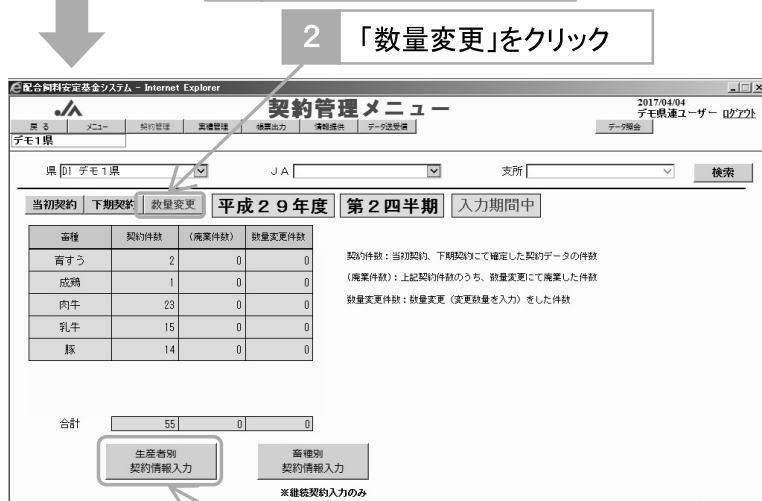 2 「数量変更」をクリック
配合飼料安定基金システム - Internet Explorer
契約管理メニュー
2017/04/04
デモ県連ユーザー ログアウト
戻る メニュー 契約管理 実績管理 帳票出力 情報提供 データ送受信 データ照会
デモ1県
県 D1 デモ1県 JA 支所 検索
当初契約 下期契約 数量変更 平成29年度 第2四半期 入力期間中
畜種 契約件数 (廃業件数) 数量変更件数
育すう 2 0 0
成鶏 1 0 0
肉牛 23 0 0
乳牛 15 0 0
豚 14 0 0
契約件数：当初契約、下期契約にて確定した契約データの件数
(廃業件数)：上記契約件数のうち、数量変更にて廃業した件数
数量変更件数：数量変更（変更数量を入力）をした件数
合計 55 0 0
生産者別
契約情報入力
畜種別
契約情報入力
※継続契約入力のみ